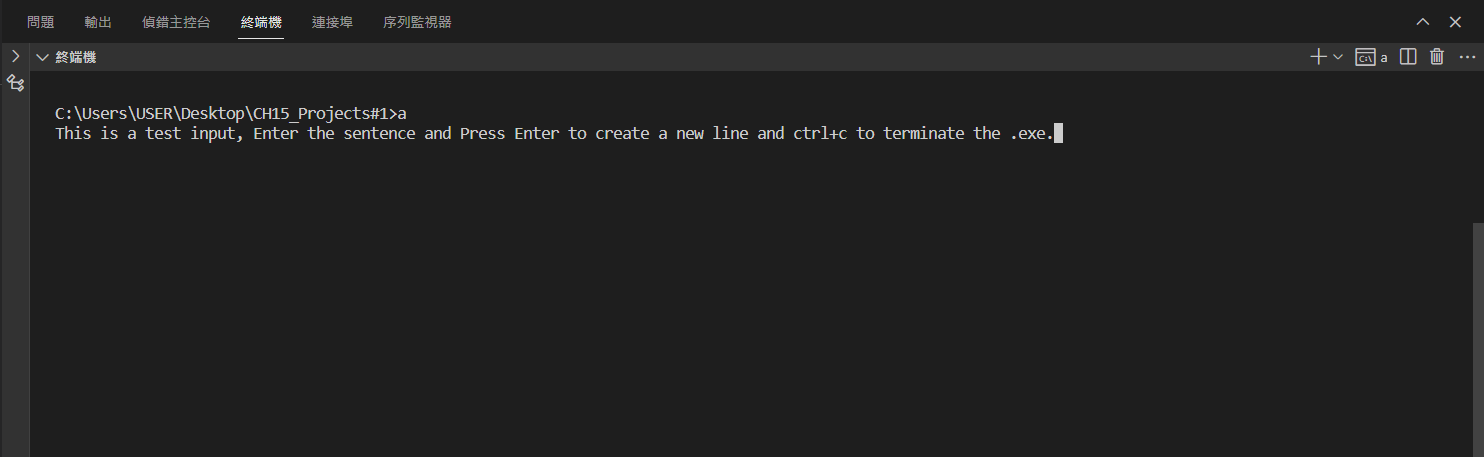 問題 輸出 偵錯主控台 終端機 連接埠 序列監視器
終端機 a
C:\Users\USER\Desktop\CH15_Projects#1>a
This is a test input, Enter the sentence and Press Enter to create a new line and ctrl+c to terminate the .exe.